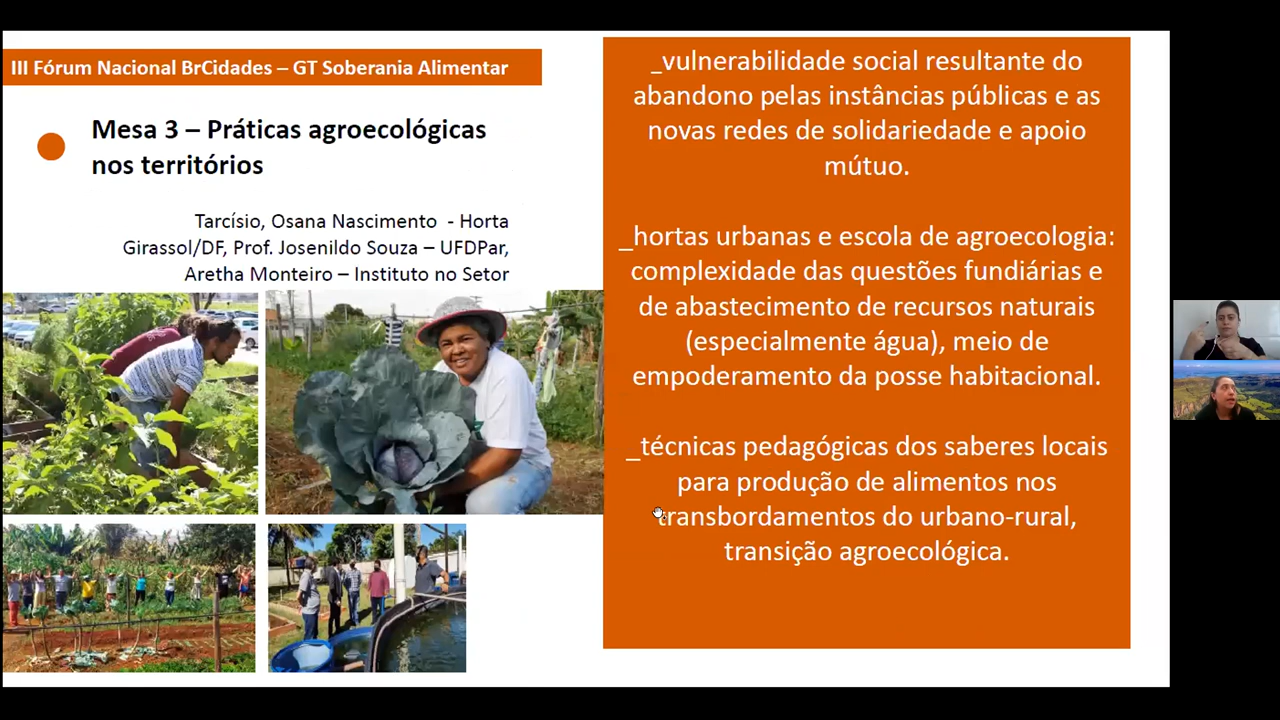 III Fórum Nacional BrCidades – GT Soberania Alimentar
Mesa 3 – Práticas agroecológicas
nos territórios
Tarcísio, Osana Nascimento - Horta
Girassol/DF, Prof. Josenildo Souza – UFDPar,
Aretha Monteiro – Instituto no Setor
_vulnerabilidade social resultante do
abandono pelas instâncias públicas e as
novas redes de solidariedade e apoio
mútuo.
_hortas urbanas e escola de agroecologia:
complexidade das questões fundiárias e
de abastecimento de recursos naturais
(especialmente água), meio de
empoderamento da posse habitacional.
_técnicas pedagógicas dos saberes locais
para produção de alimentos nos
transbordamentos do urbano-rural,
transição agroecológica.